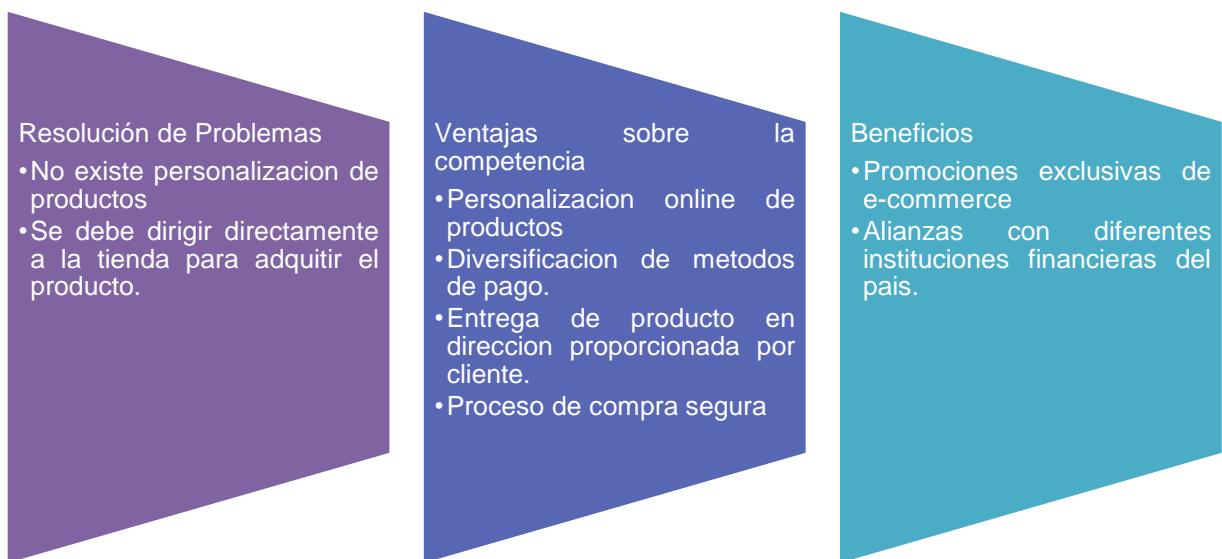 Resolución de Problemas
•No existe personalizacion de
productos
•Se debe dirigir directamente
a la tienda para adquitir el
producto.
Ventajas sobre la
competencia
•Personalizacion online de
productos
•Diversificacion de metodos
de pago.
•Entrega de producto en
direccion proporcionada por
cliente.
•Proceso de compra segura
Beneficios
•Promociones exclusivas de
e-commerce
•Alianzas con diferentes
instituciones financieras del
pais.